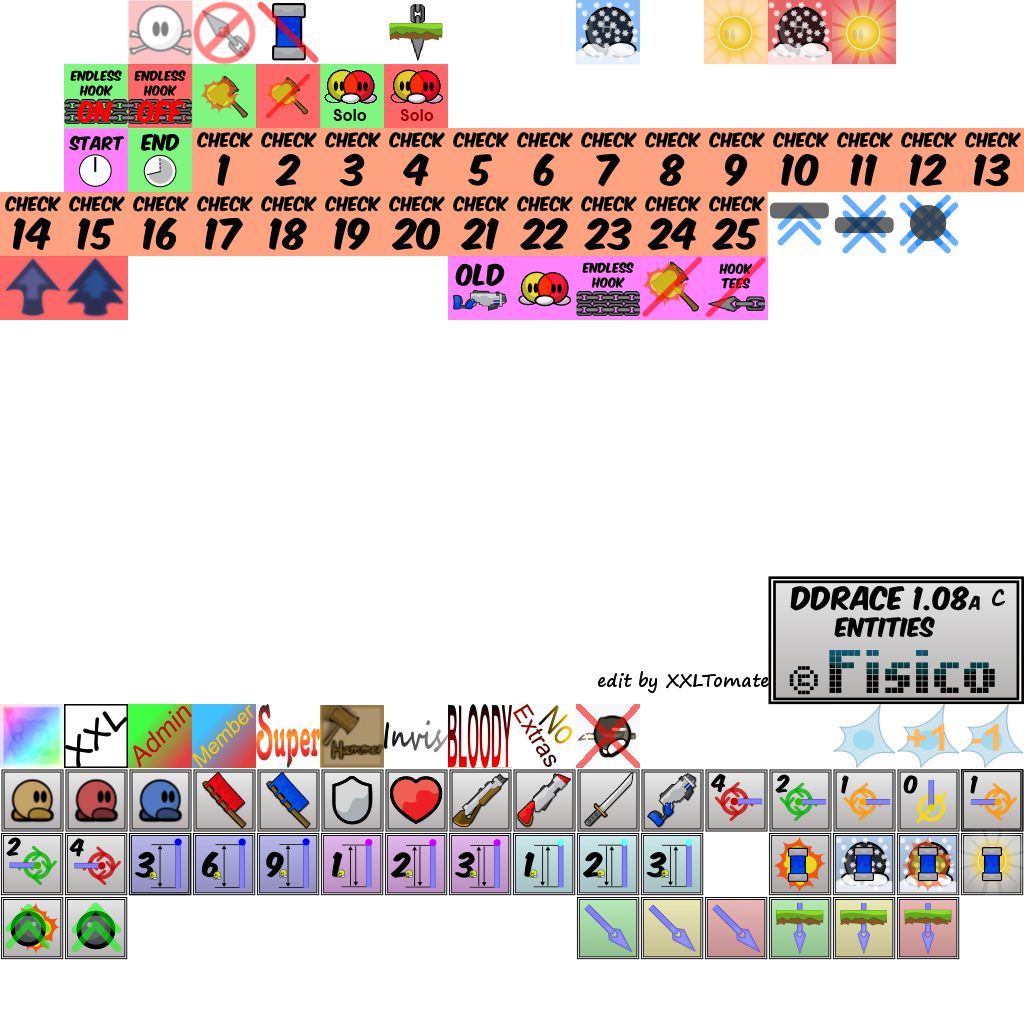 ENDLESS HOOK ON
ENDLESS HOOK OFF
Solo
Solo
START
END
CHECK 1
CHECK 2
CHECK 3
CHECK 4
CHECK 5
CHECK 6
CHECK 7
CHECK 8
CHECK 9
CHECK 10
CHECK 11
CHECK 12
CHECK 13
CHECK 14
CHECK 15
CHECK 16
CHECK 17
CHECK 18
CHECK 19
CHECK 20
CHECK 21
CHECK 22
CHECK 23
CHECK 24
CHECK 25
OLD
ENDLESS HOOK
HOOK TEES
DDRACE 1.08A C
ENTITIES
© Fisico
edit by XXLTomate
XXL
Admin
Member
Super
Hammer
Invis
BLOODY
No Extras
+1
-1
4
2
1
0
1
2
4
3
6
9
1
2
3
1
2
3